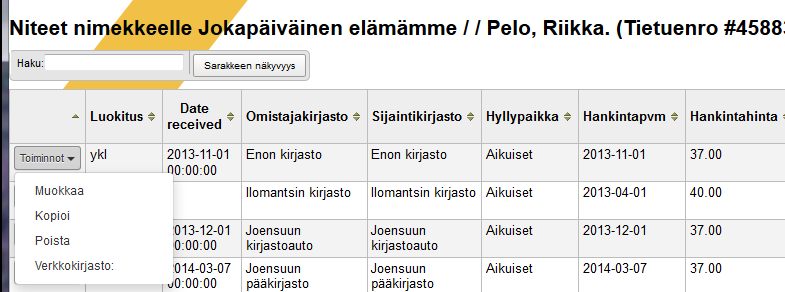 Niteet nimekkeelle Jokapäiväinen elämämme / / Pelo, Riikka. (Tietuenro #4588
Haku: Sarakkeen näkyvyys
Luokitus Date received Omistajakirjasto Sijaintikirjasto Hyllypaikka Hankintapvm Hankintahinta
Toiminnot ykl 2013-11-01 00:00:00 Enon kirjasto Enon kirjasto Aikuiset 2013-11-01 37.00
Ilomantsin kirjasto Ilomantsin kirjasto Aikuiset 2013-04-01 40.00
2013-12-01 00:00:00 Joensuun kirjastoauto Joensuun kirjastoauto Aikuiset 2013-12-01 37.00
2014-03-07 00:00:00 Joensuun pääkirjasto Joensuun pääkirjasto Aikuiset 2014-03-07 37.00
Muokkaa
Kopioi
Poista
Verkkokirjasto: